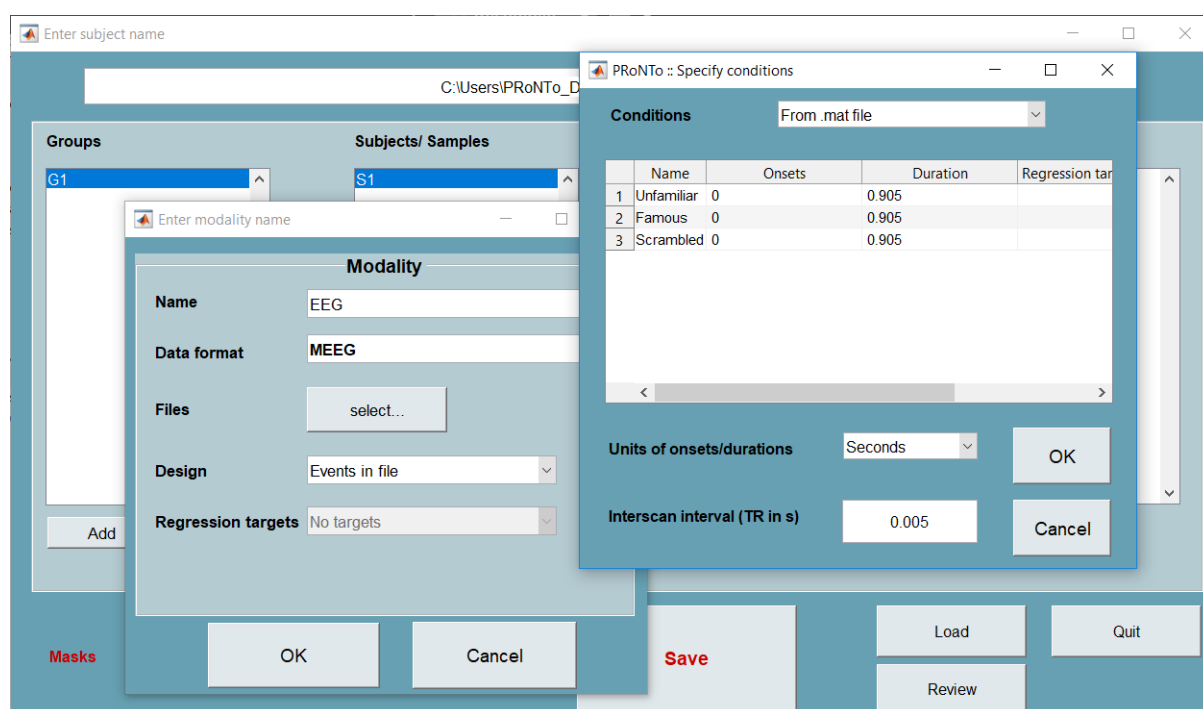 Enter subject name
C:\Users\PRoNTo_D
Groups
Subjects/ Samples
G1
S1
Enter modality name
Modality
Name
EEG
Data format
MEEG
Files
select...
Design
Events in file
Regression targets
No targets
Add
OK
Cancel
PRoNTo :: Specify conditions
Conditions
From .mat file
Name Onsets Duration Regression tar
1 Unfamiliar 0 0.905
2 Famous 0 0.905
3 Scrambled 0 0.905
Units of onsets/durations
Seconds
OK
Interscan interval (TR in s)
0.005
Cancel
Masks
Save
Load
Quit
Review